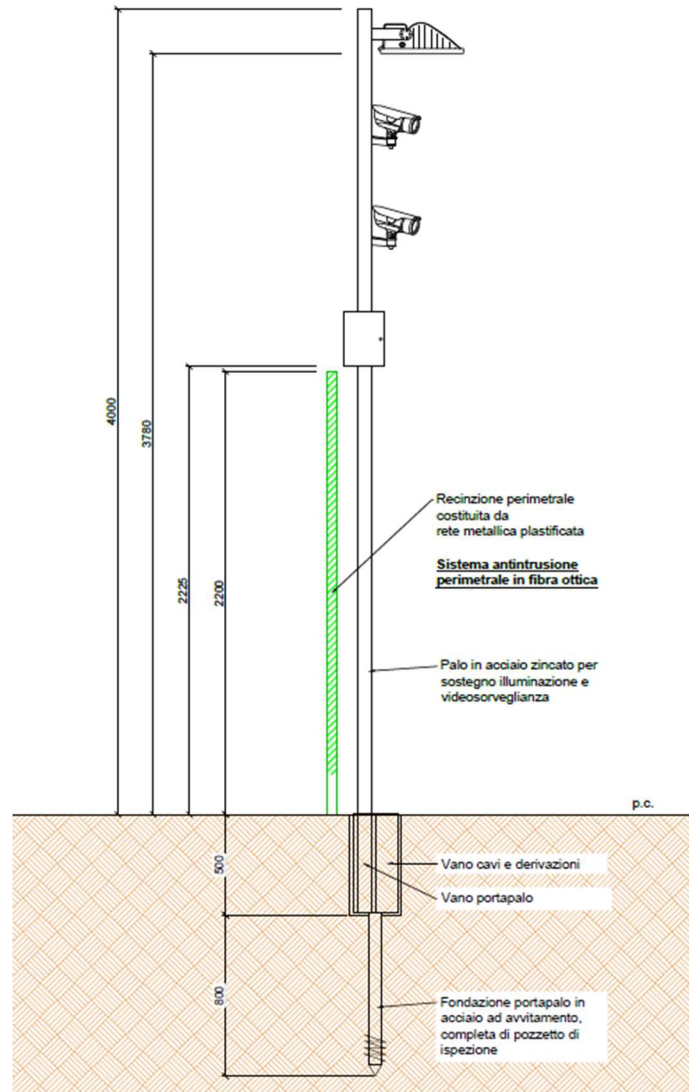 4000
3780
2225
2200
Recinzione perimetrale
costituita da
rete metallica plastificata
Sistema antintrusione
perimetrale in fibra ottica
Palo in acciaio zincato per
sostegno illuminazione e
videosorveglianza
p.c.
500
Vano cavi e derivazioni
Vano portapalo
800
Fondazione portapalo in
acciaio ad avvitamento,
completa di pozzetto di
ispezione